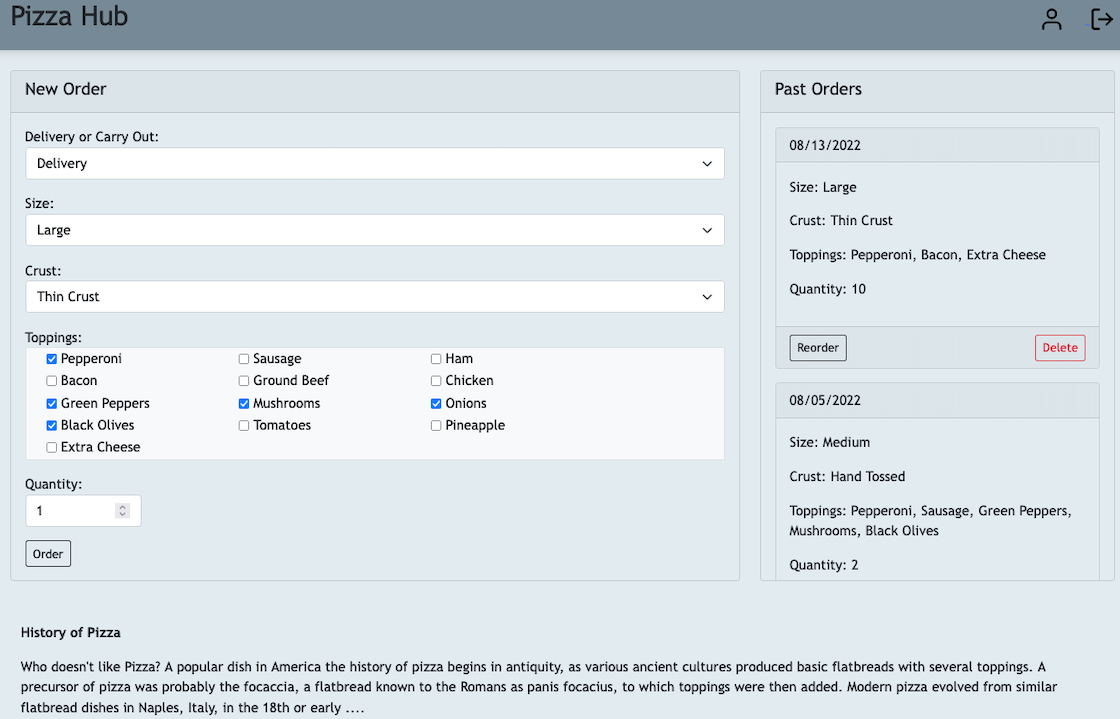 Pizza Hub
New Order
Delivery or Carry Out:
Delivery
Size:
Large
Crust:
Thin Crust
Toppings:
Pepperoni Sausage Ham
Bacon Ground Beef Chicken
Green Peppers Mushrooms Onions
Black Olives Tomatoes Pineapple
Extra Cheese
Quantity:
1
Order
Past Orders
08/13/2022
Size: Large
Crust: Thin Crust
Toppings: Pepperoni, Bacon, Extra Cheese
Quantity: 10
Reorder Delete
08/05/2022
Size: Medium
Crust: Hand Tossed
Toppings: Pepperoni, Sausage, Green Peppers,
Mushrooms, Black Olives
Quantity: 2
History of Pizza
Who doesn't like Pizza? A popular dish in America the history of pizza begins in antiquity, as various ancient cultures produced basic flatbreads with several toppings. A
precursor of pizza was probably the focaccia, a flatbread known to the Romans as panis focacius, to which toppings were then added. Modern pizza evolved from similar
flatbread dishes in Naples, Italy, in the 18th or early ....